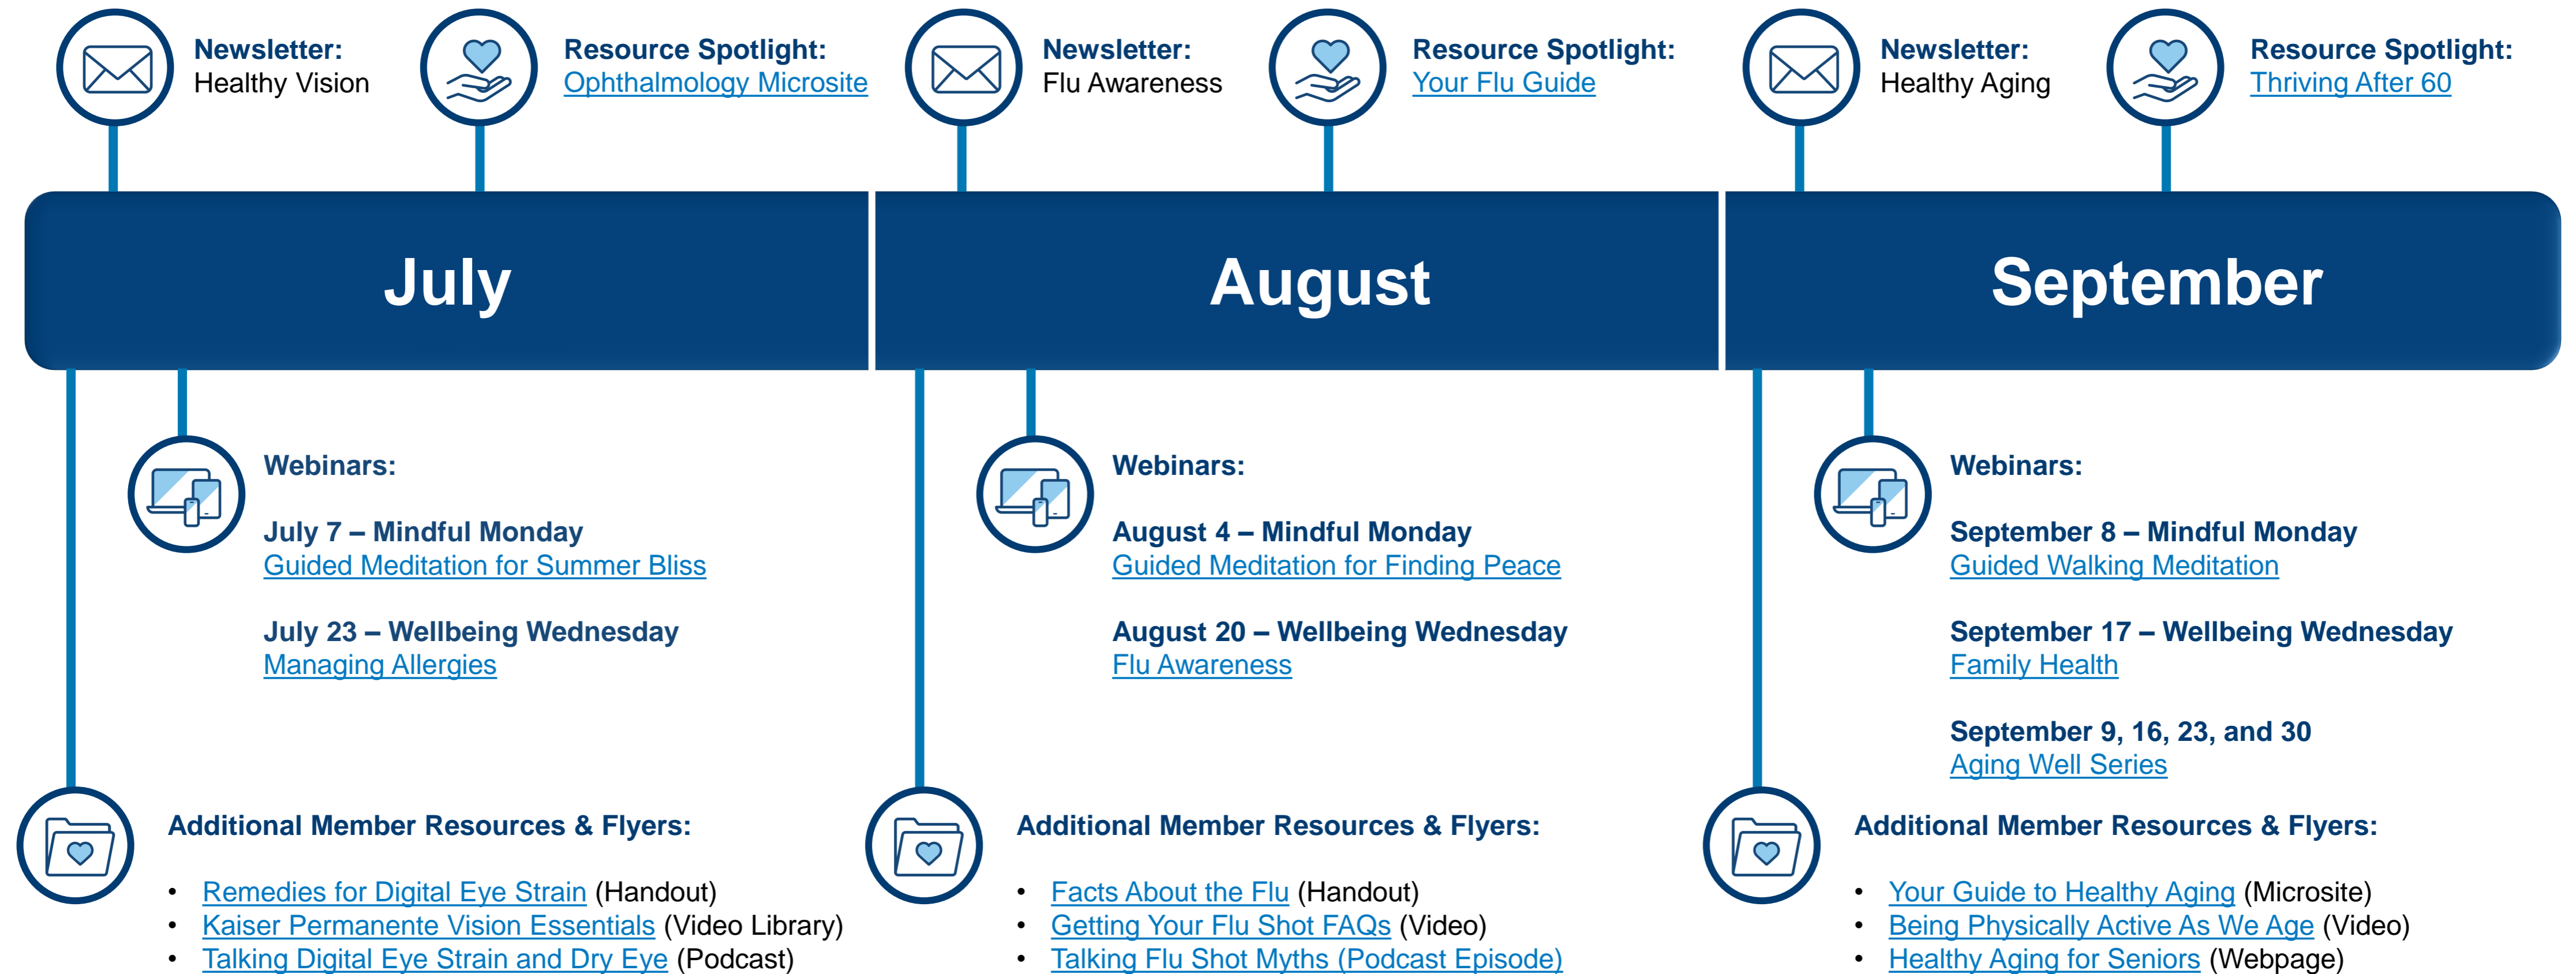 Newsletter:
Healthy Vision
Resource Spotlight:
Ophthalmology Microsite
Newsletter:
Flu Awareness
Resource Spotlight:
Your Flu Guide
Newsletter:
Healthy Aging
Resource Spotlight:
Thriving After 60
July
August
September
Webinars:
July 7 – Mindful Monday
Guided Meditation for Summer Bliss
July 23 – Wellbeing Wednesday
Managing Allergies
Additional Member Resources & Flyers:
• Remedies for Digital Eye Strain (Handout)
• Kaiser Permanente Vision Essentials (Video Library)
• Talking Digital Eye Strain and Dry Eye (Podcast)
Webinars:
August 4 – Mindful Monday
Guided Meditation for Finding Peace
August 20 – Wellbeing Wednesday
Flu Awareness
Additional Member Resources & Flyers:
• Facts About the Flu (Handout)
• Getting Your Flu Shot FAQs (Video)
• Talking Flu Shot Myths (Podcast Episode)
Webinars:
September 8 – Mindful Monday
Guided Walking Meditation
September 17 – Wellbeing Wednesday
Family Health
September 9, 16, 23, and 30
Aging Well Series
Additional Member Resources & Flyers:
• Your Guide to Healthy Aging (Microsite)
• Being Physically Active As We Age (Video)
• Healthy Aging for Seniors (Webpage)